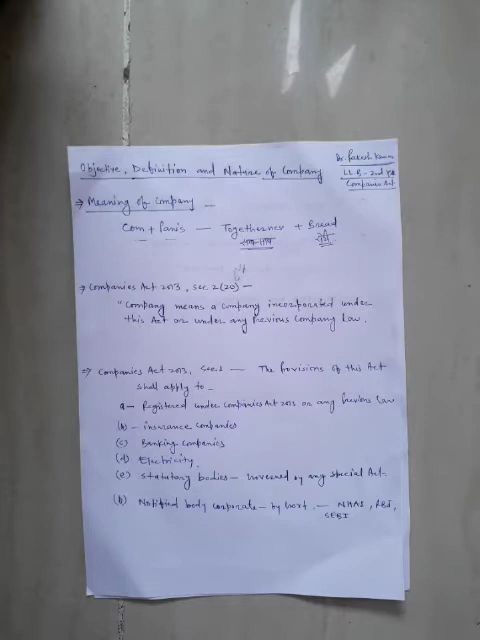 Objective, Definition and Nature of Company
Dr. Rakesh Kumar
LL.B - 2nd yr
Companies Act
→ Meaning of Company -
Com + Panis — Togetherness + Bread
साथ-साथ रोटी
→ Companies Act 2013, sec. 2(20) -
"Company means a company incorporated under
this Act or under any Previous Company Law.
⇒ Companies Act 2013, Sec. 1 — The Provisions of this Act
shall apply to -
a - Registered under Companies Act 2013 or any Previous Law
(b) - insurance Companies
(c) Banking Companies
(d) Electricity.
(e) Statutory bodies - Governed by any Special Act.
Notified body corporate - by Govt. — NHAI, RBI,
SEBI